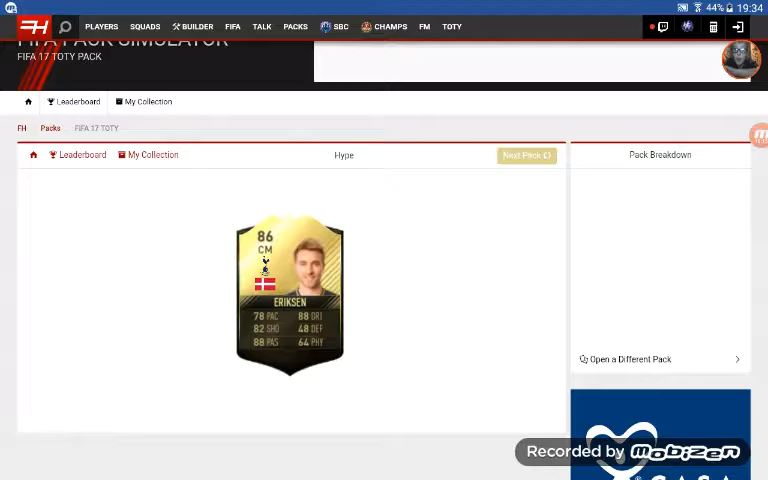 44% 19:34
FH PLAYERS SQUADS BUILDER FIFA TALK PACKS SBC CHAMPS FM TOTY
FIFA PACK SIMULATOR
FIFA 17 TOTY PACK
Leaderboard My Collection
FH Packs FIFA 17 TOTY
Leaderboard My Collection Hype Next Pack Pack Breakdown
86
CM
ERIKSEN
78 PAC 88 DRI
82 SHO 48 DEF
88 PAS 64 PHY
Open a Different Pack
Recorded by mobizen